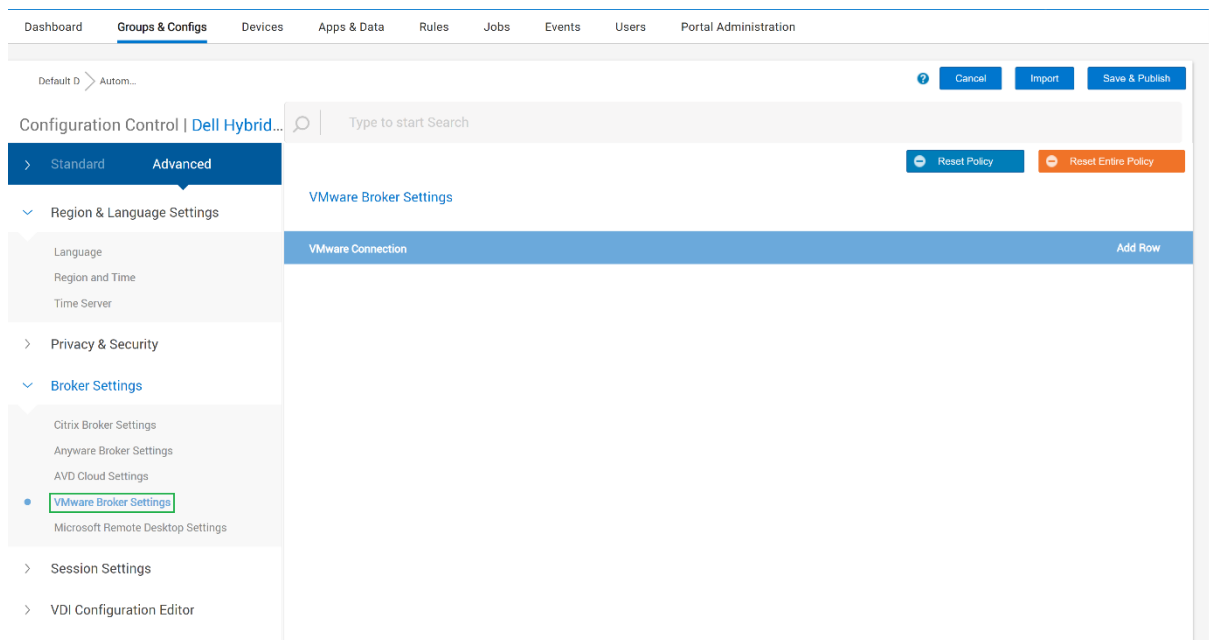 Dashboard Groups & Configs Devices Apps & Data Rules Jobs Events Users Portal Administration
Default D Autom... ? Cancel Import Save & Publish
Configuration Control | Dell Hybrid... Type to start Search
Standard Advanced Reset Policy Reset Entire Policy
VMware Broker Settings
Region & Language Settings
VMware Connection Add Row
Language
Region and Time
Time Server
Privacy & Security
Broker Settings
Citrix Broker Settings
Anyware Broker Settings
AVD Cloud Settings
VMware Broker Settings
Microsoft Remote Desktop Settings
Session Settings
VDI Configuration Editor